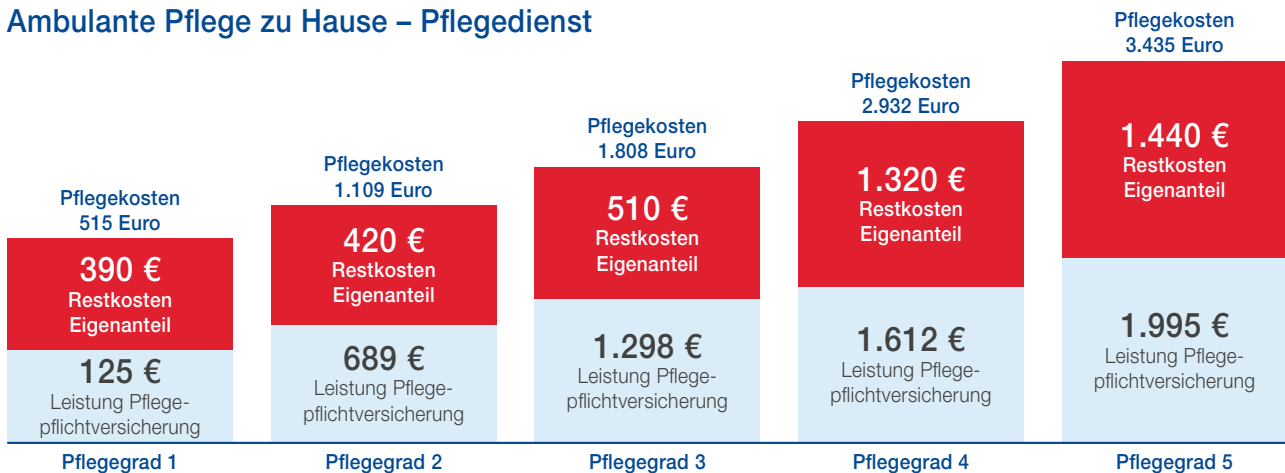 Ambulante Pflege zu Hause – Pflegedienst
Pflegekosten
515 Euro
390 €
Restkosten
Eigenanteil
125 €
Leistung Pflege-
pflichtversicherung
Pflegegrad 1
Pflegekosten
1.109 Euro
420 €
Restkosten
Eigenanteil
689 €
Leistung Pflege-
pflichtversicherung
Pflegegrad 2
Pflegekosten
1.808 Euro
510 €
Restkosten
Eigenanteil
1.298 €
Leistung Pflege-
pflichtversicherung
Pflegegrad 3
Pflegekosten
2.932 Euro
1.320 €
Restkosten
Eigenanteil
1.612 €
Leistung Pflege-
pflichtversicherung
Pflegegrad 4
Pflegekosten
3.435 Euro
1.440 €
Restkosten
Eigenanteil
1.995 €
Leistung Pflege-
pflichtversicherung
Pflegegrad 5